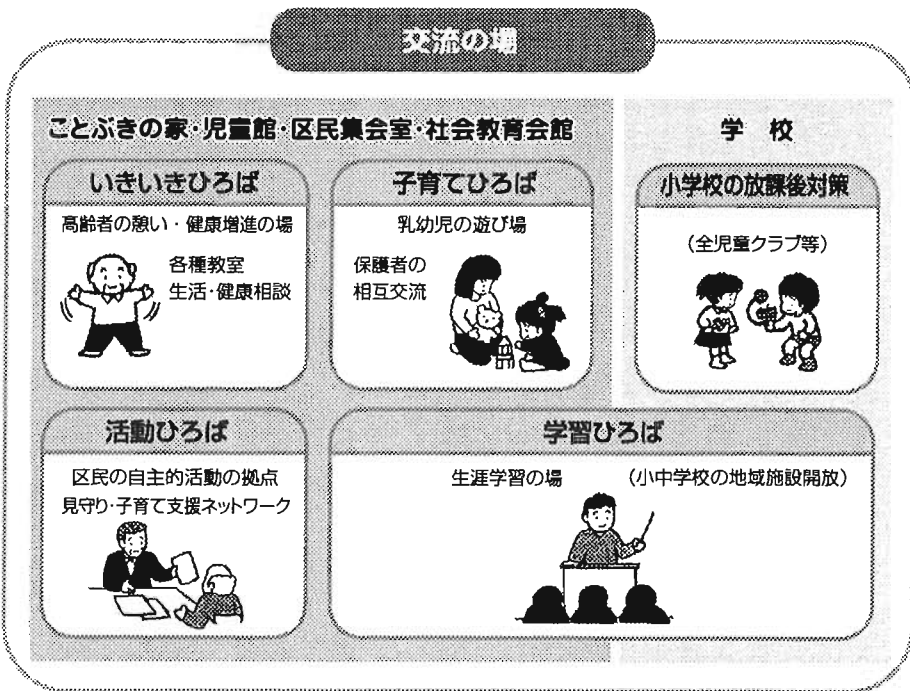 交流の場
ことぶきの家・児童館・区民集会室・社会教育会館
学 校
いきいきひろば
高齢者の憩い・健康増進の場
各種教室
生活・健康相談
子育てひろば
乳幼児の遊び場
保護者の
相互交流
小学校の放課後対策
(全児童クラブ等)
活動ひろば
区民の自主的活動の拠点
見守り・子育て支援ネットワーク
学習ひろば
生涯学習の場 (小中学校の地域施設開放)